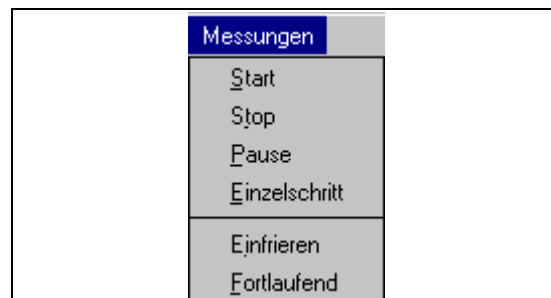 Messungen
Start
Stop
Pause
Einzelschritt
Einfrieren
Fortlaufend